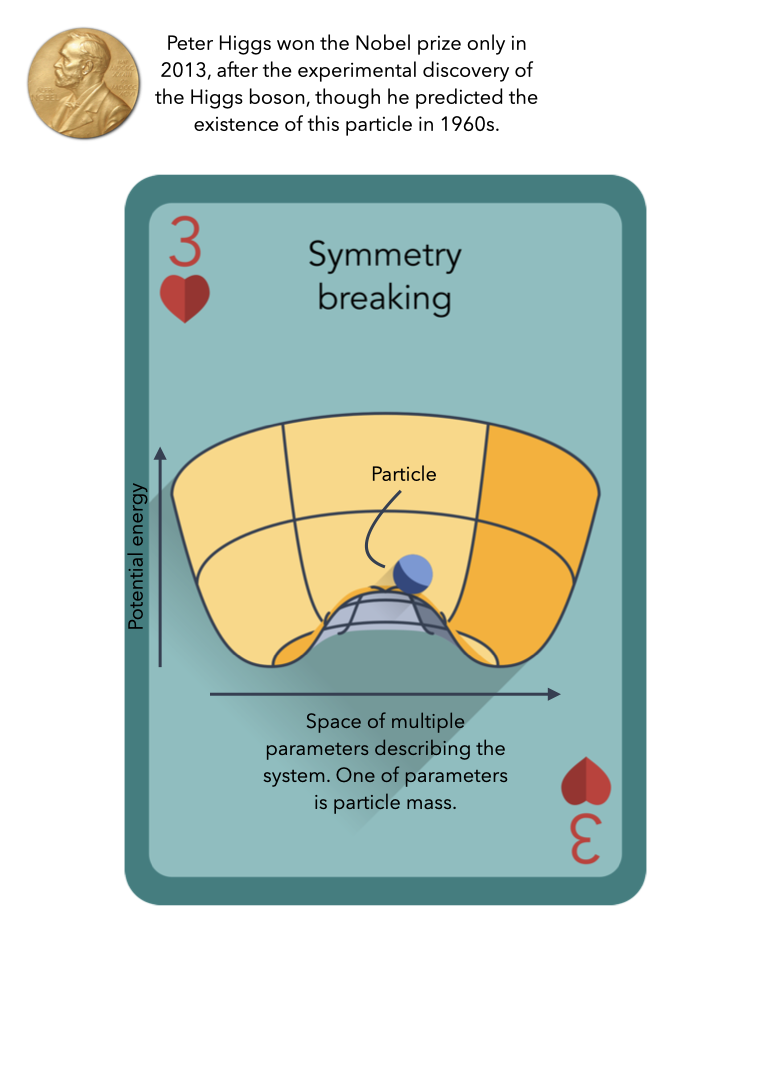 Peter Higgs won the Nobel prize only in
2013, after the experimental discovery of
the Higgs boson, though he predicted the
existence of this particle in 1960s.
3
Symmetry
breaking
Particle
Potential energy
Space of multiple
parameters describing the
system. One of parameters
is particle mass.
3